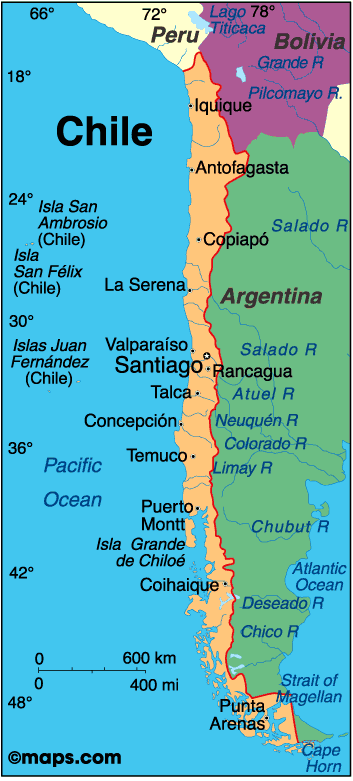 66° 72° 78°
Lago
Titicaca
Peru
Bolivia
Grande R
18°
Pilcomayo R.
Iquique
Chile
Antofagasta
24°
Isla San
Ambrosio
(Chile)
Salado R
Copiapó
Isla
San Félix
(Chile)
La Serena
Argentina
30°
Islas Juan
Fernández
(Chile)
Valparaíso
Salado R
Santiago
Rancagua
Talca
Atuel R
Concepción
Neuquén R
Colorado R
36°
Temuco
Limay R
Pacific
Ocean
Puerto
Montt
Chubut R
Isla Grande
de Chiloé
42°
Coihaique
Atlantic
Ocean
Deseado R
Chico R
0 600 km
0 400 mi
Strait of
Magellan
48°
Punta
Arenas
©maps.com
Cape
Horn